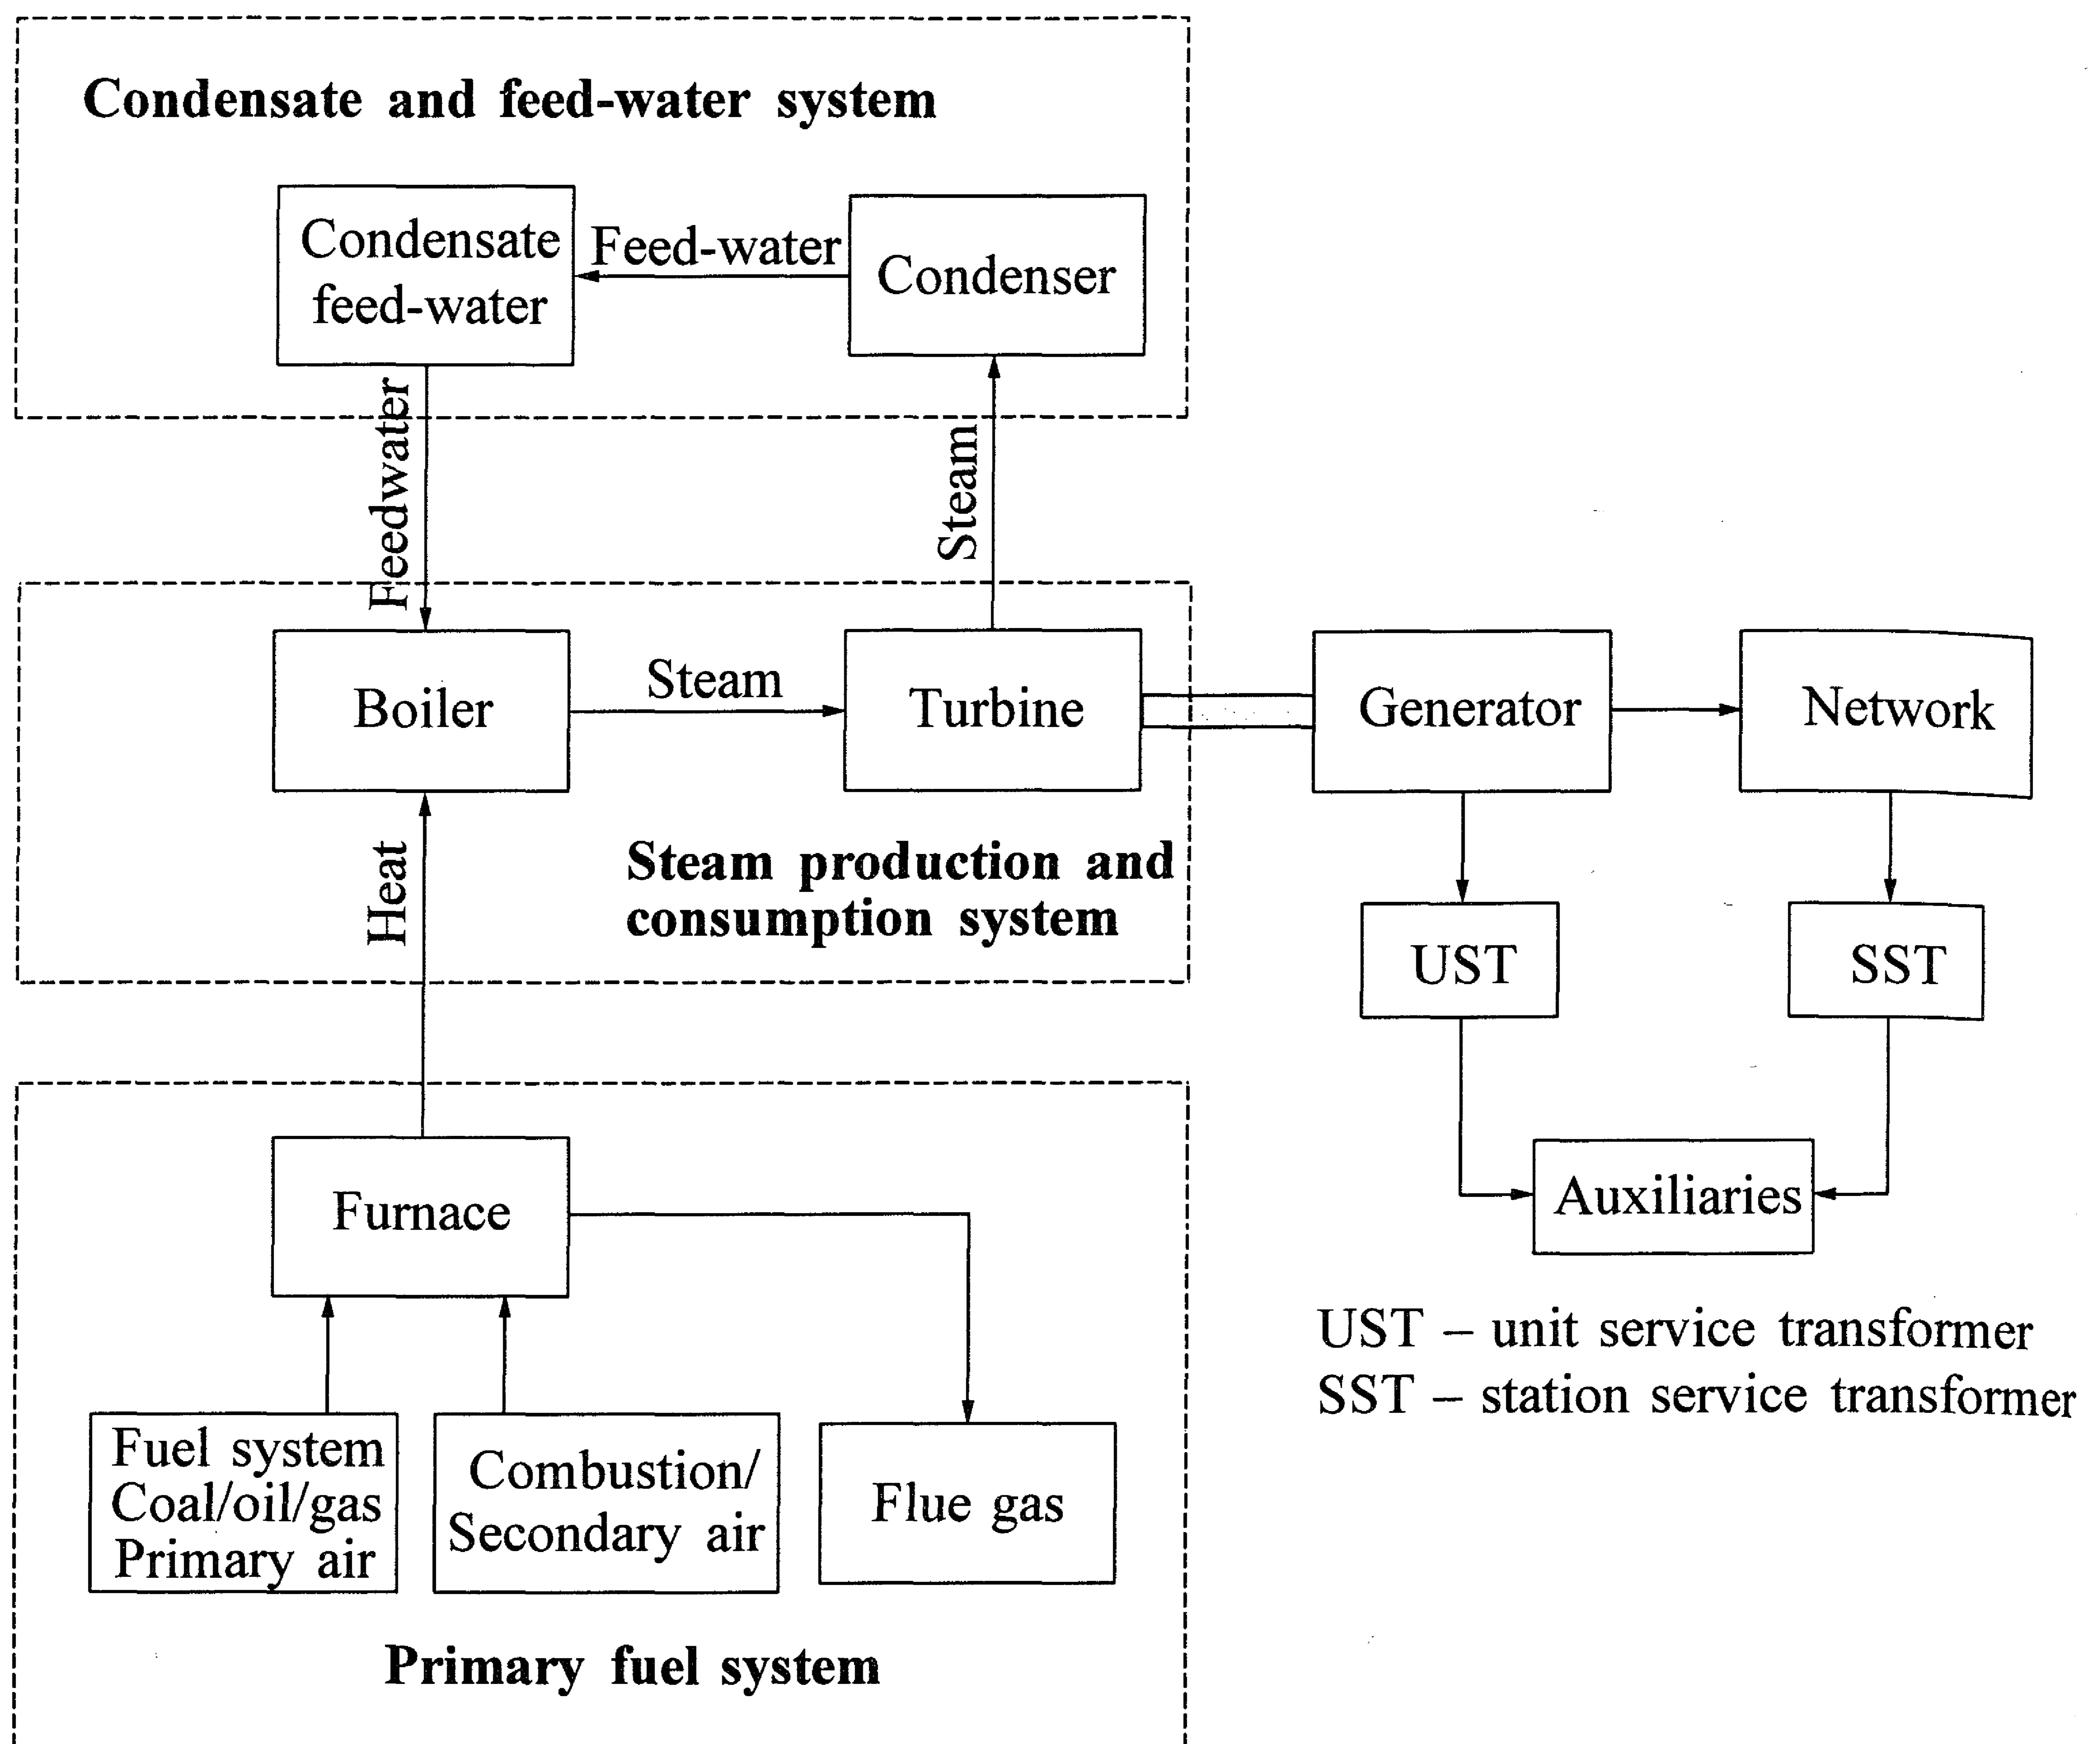 Condensate and feed-water system
Condensate
feed-water
Feed-water
Condenser
Feedwater
Steam
Boiler
Steam
Turbine
Generator
Network
Heat
Steam production and
consumption system
UST
SST
Furnace
Auxiliaries
Fuel system
Coal/oil/gas
Primary air
Combustion/
Secondary air
Flue gas
UST – unit service transformer
SST – station service transformer
Primary fuel system